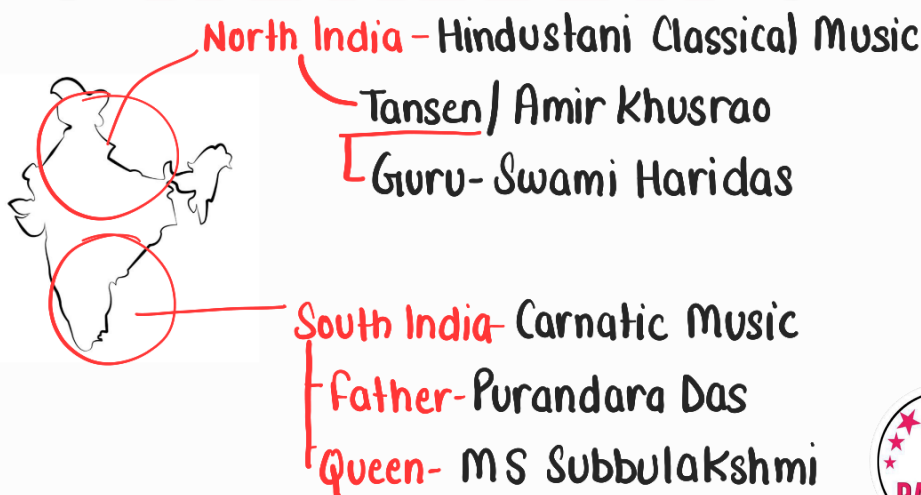 North India - Hindustani Classical Music
Tansen/ Amir Khusrao
Guru- Swami Haridas
South India- Carnatic Music
Father- Purandara Das
Queen- MS Subbulakshmi